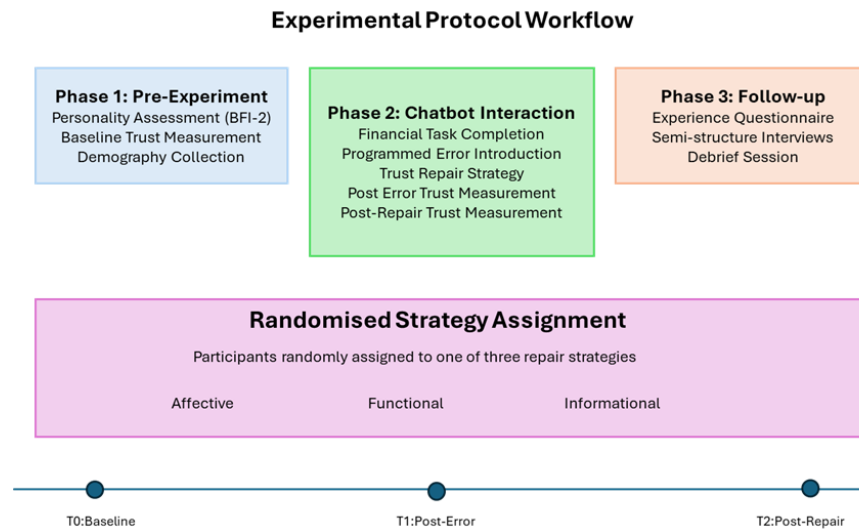 Experimental Protocol Workflow
Phase 1: Pre-Experiment
Personality Assessment (BFI-2)
Baseline Trust Measurement
Demography Collection
Phase 2: Chatbot Interaction
Financial Task Completion
Programmed Error Introduction
Trust Repair Strategy
Post Error Trust Measurement
Post-Repair Trust Measurement
Phase 3: Follow-up
Experience Questionnaire
Semi-structure Interviews
Debrief Session
Randomised Strategy Assignment
Participants randomly assigned to one of three repair strategies
Affective
Functional
Informational
T0:Baseline
T1:Post-Error
T2:Post-Repair